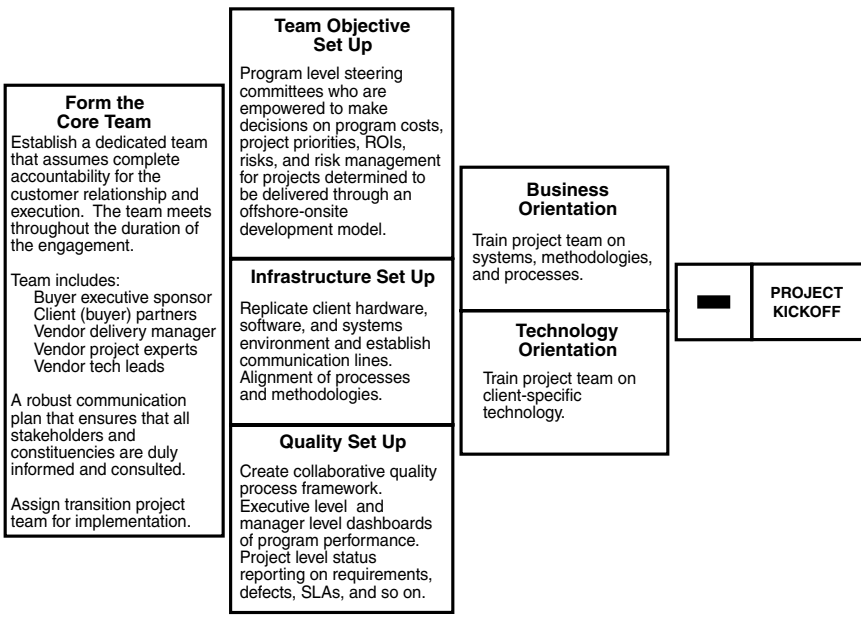 Form the
Core Team
Establish a dedicated team
that assumes complete
accountability for the
customer relationship and
execution.  The team meets
throughout the duration of
the engagement.
Team includes:
Buyer executive sponsor
Client (buyer) partners
Vendor delivery manager
Vendor project experts
Vendor tech leads
A robust communication
plan that ensures that all
stakeholders and
constituencies are duly
informed and consulted.
Assign transition project
team for implementation.
Team Objective
Set Up
Program level steering
committees who are
empowered to make
decisions on program costs,
project priorities, ROIs,
risks, and risk management
for projects determined to
be delivered through an
offshore-onsite
development model.
Infrastructure Set Up
Replicate client hardware,
software, and systems
environment and establish
communication lines.
Alignment of processes
and methodologies.
Quality Set Up
Create collaborative quality
process framework.
Executive level  and
manager level dashboards
of program performance.
Project level status
reporting on requirements,
defects, SLAs, and so on.
Business
Orientation
Train project team on
systems, methodologies,
and processes.
Technology
Orientation
Train project team on
client-specific
technology.
PROJECT
KICKOFF